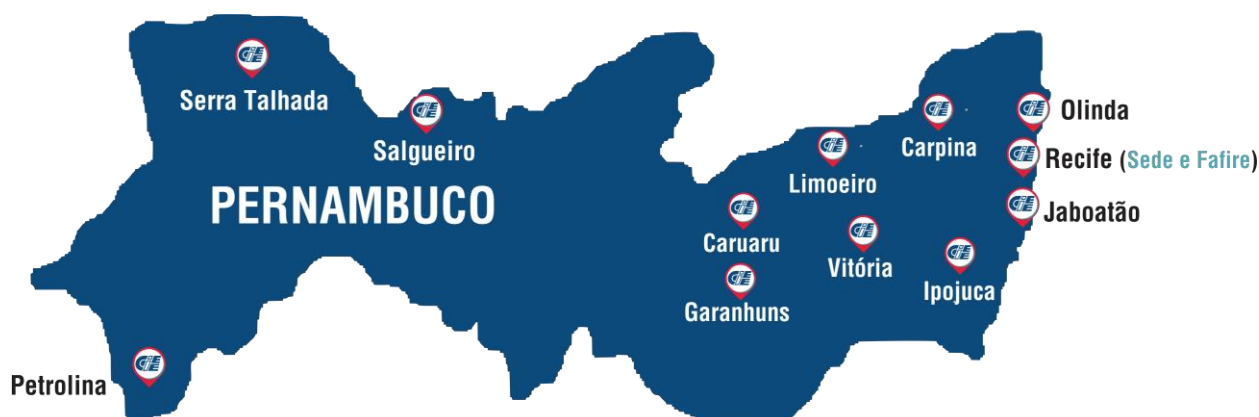 Serra Talhada
Salgueiro
PERNAMBUCO
Petrolina
Limoeiro
Carpina
Olinda
Recife (Sede e Fafire)
Jaboatão
Caruaru
Vitória
Ipojuca
Garanhuns